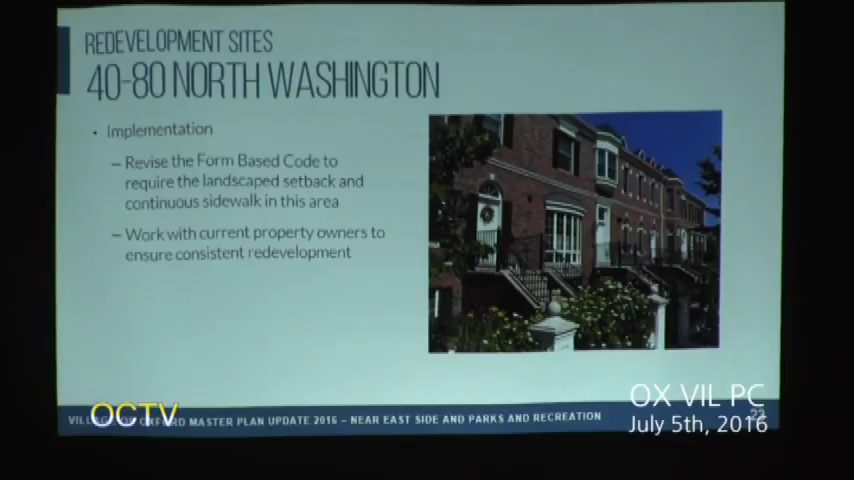 REDEVELOPMENT SITES
40-80 NORTH WASHINGTON
• Implementation
– Revise the Form Based Code to
require the landscaped setback and
continuous sidewalk in this area
– Work with current property owners to
ensure consistent redevelopment
OX VIL PC
OCTV
OXFORD MASTER PLAN UPDATE 2016 – NEAR EAST SIDE AND PARKS AND RECREATION
July 5th, 2016